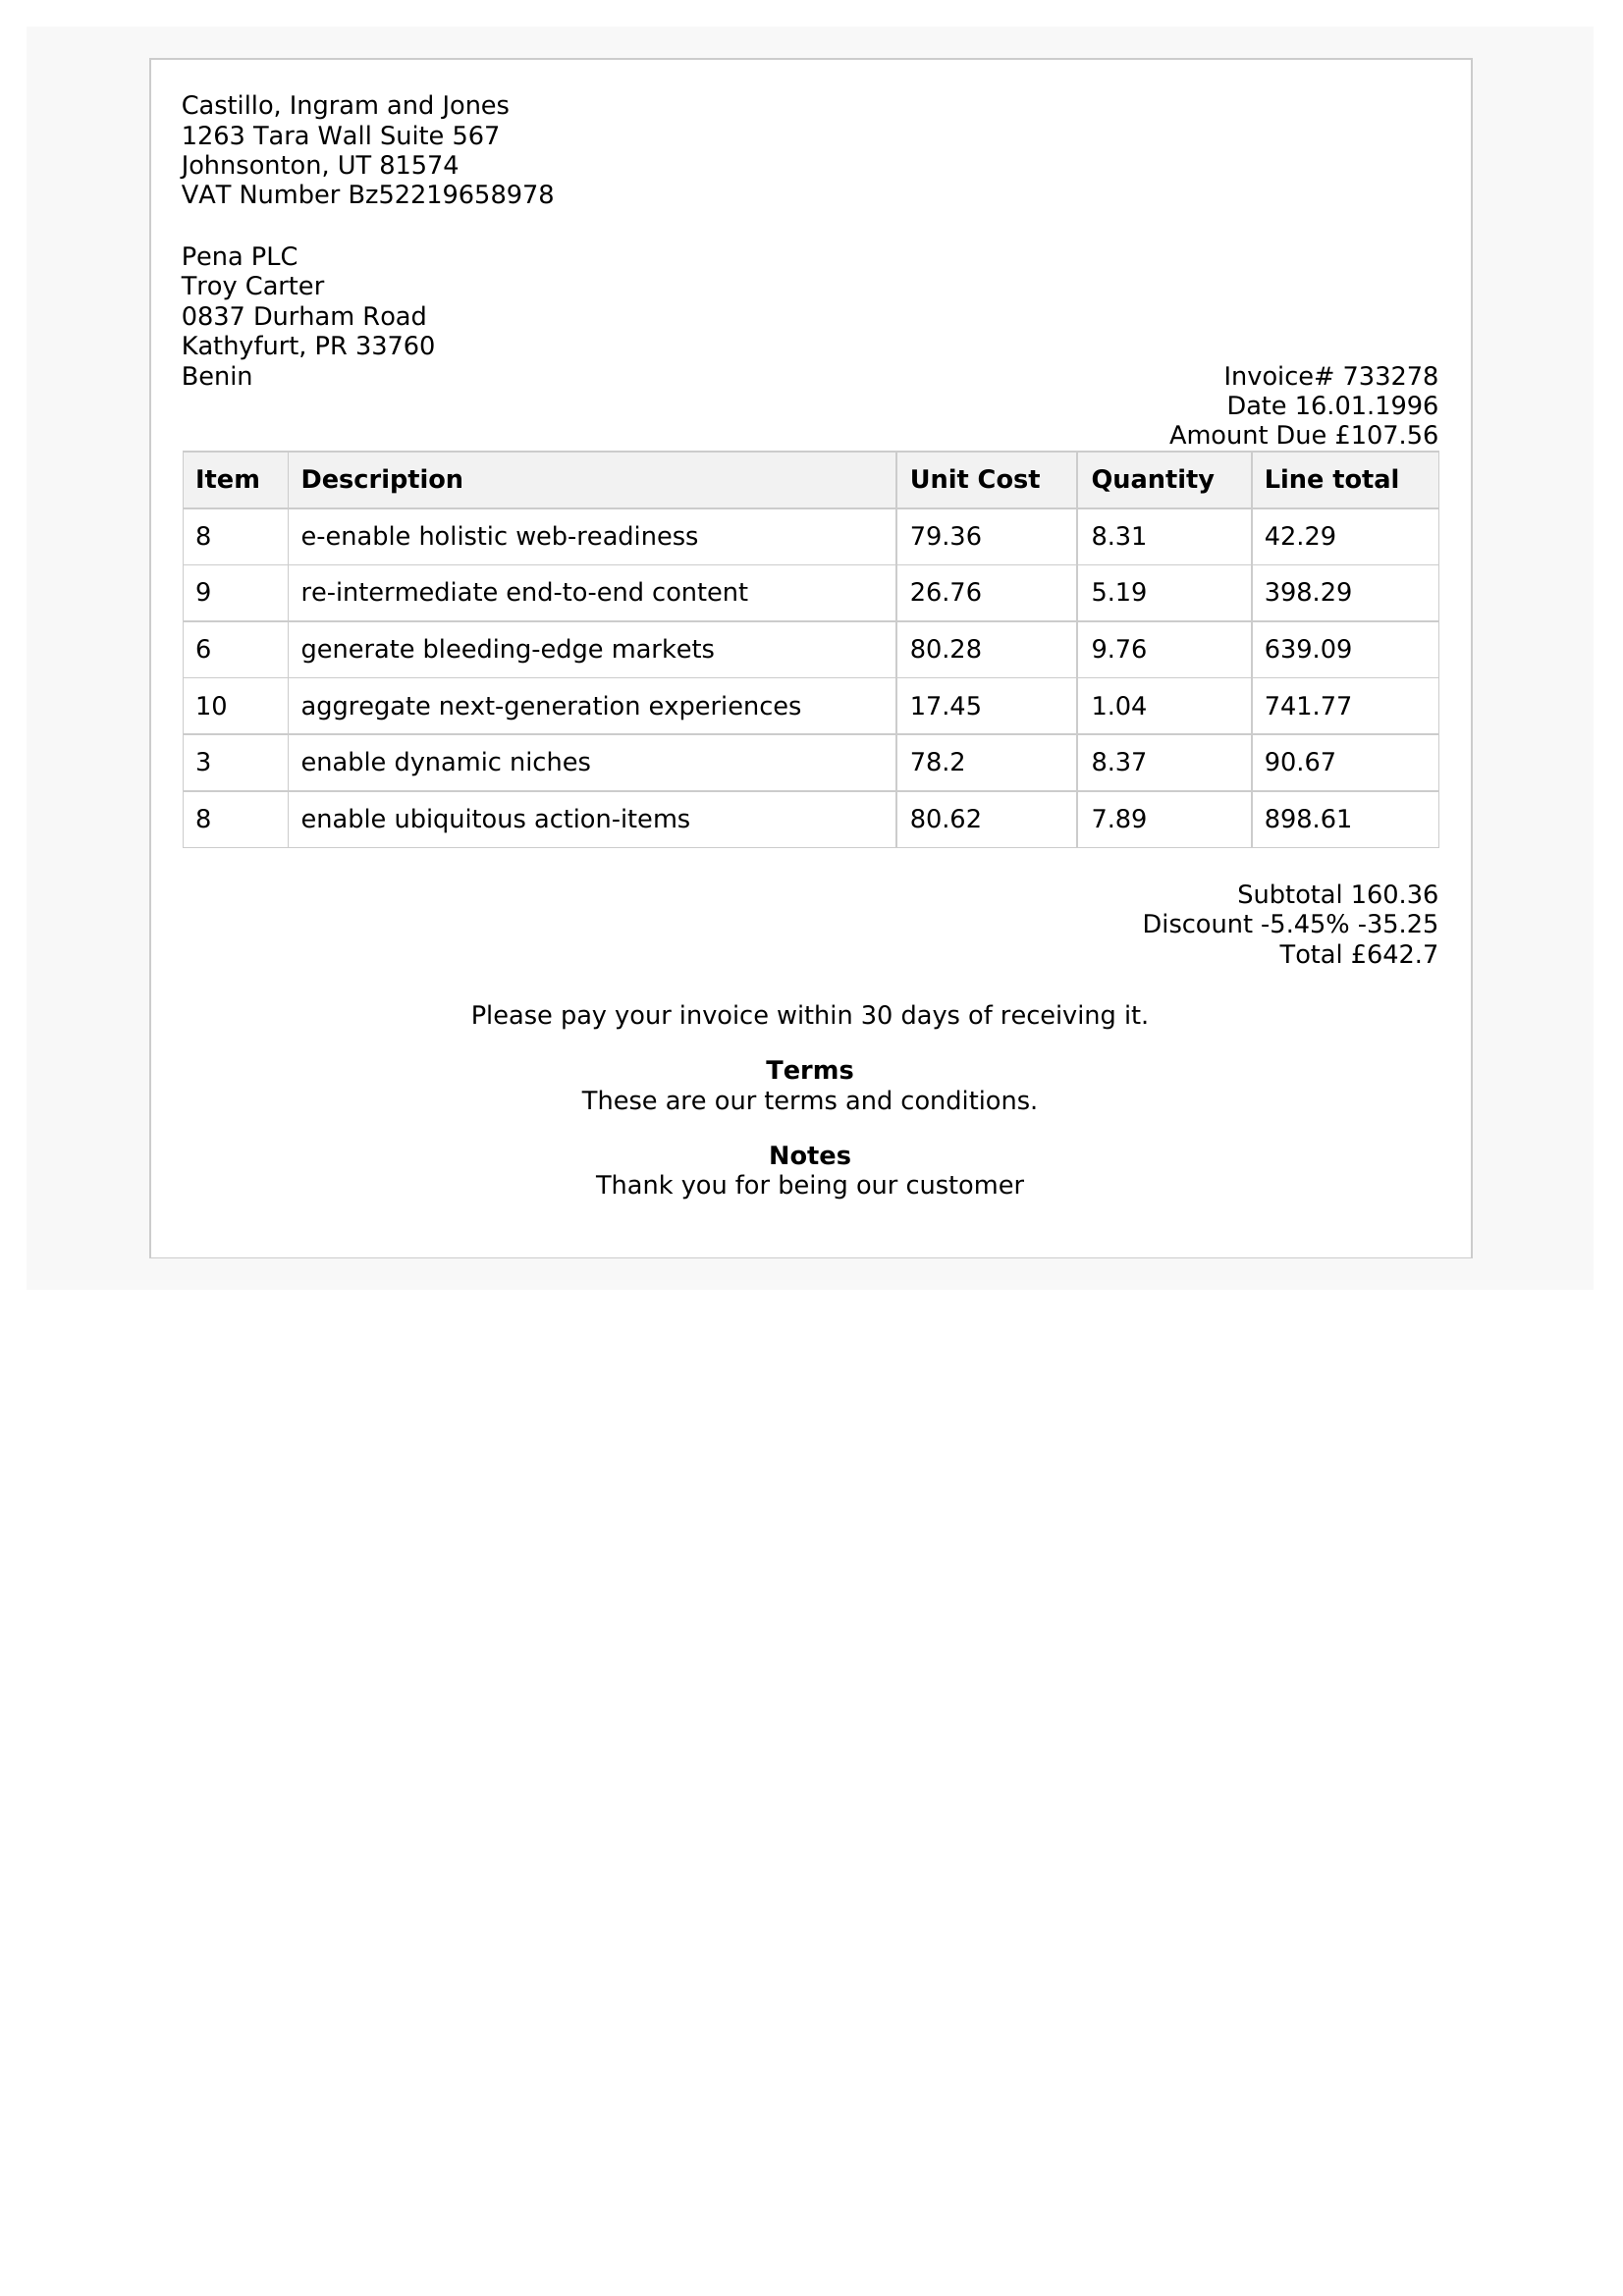 Castillo, Ingram and Jones
1263 Tara Wall Suite 567
Johnsonton, UT 81574
VAT Number Bz52219658978
Pena PLC
Troy Carter
0837 Durham Road
Kathyfurt, PR 33760
Benin
Invoice# 733278
Date 16.01.1996
Amount Due £107.56
Item Description Unit Cost Quantity Line total
8 e-enable holistic web-readiness 79.36 8.31 42.29
9 re-intermediate end-to-end content 26.76 5.19 398.29
6 generate bleeding-edge markets 80.28 9.76 639.09
10 aggregate next-generation experiences 17.45 1.04 741.77
3 enable dynamic niches 78.2 8.37 90.67
8 enable ubiquitous action-items 80.62 7.89 898.61
Subtotal 160.36
Discount -5.45% -35.25
Total £642.7
Please pay your invoice within 30 days of receiving it.
Terms
These are our terms and conditions.
Notes
Thank you for being our customer